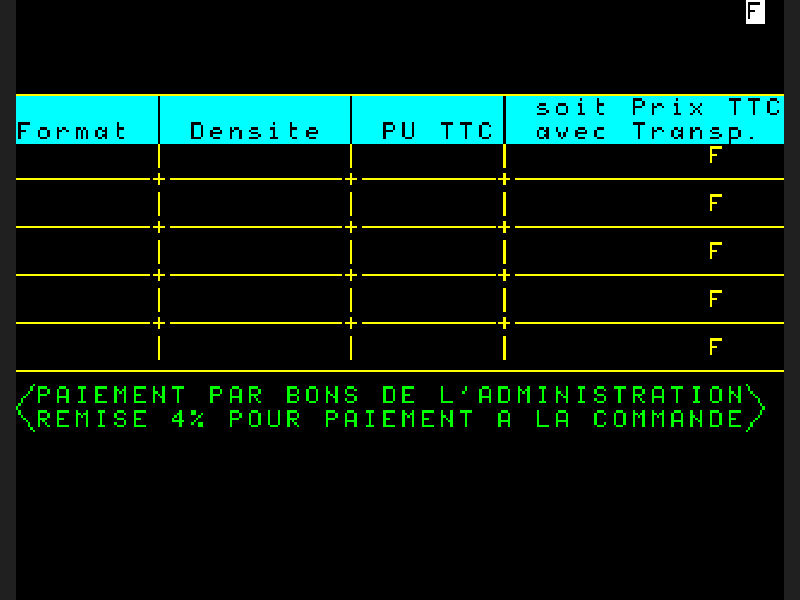 F
soit Prix TTC
Format Densite PU TTC avec Transp.
F
F
F
F
F
PAIEMENT PAR BONS DE L'ADMINISTRATION
REMISE 4% POUR PAIEMENT A LA COMMANDE